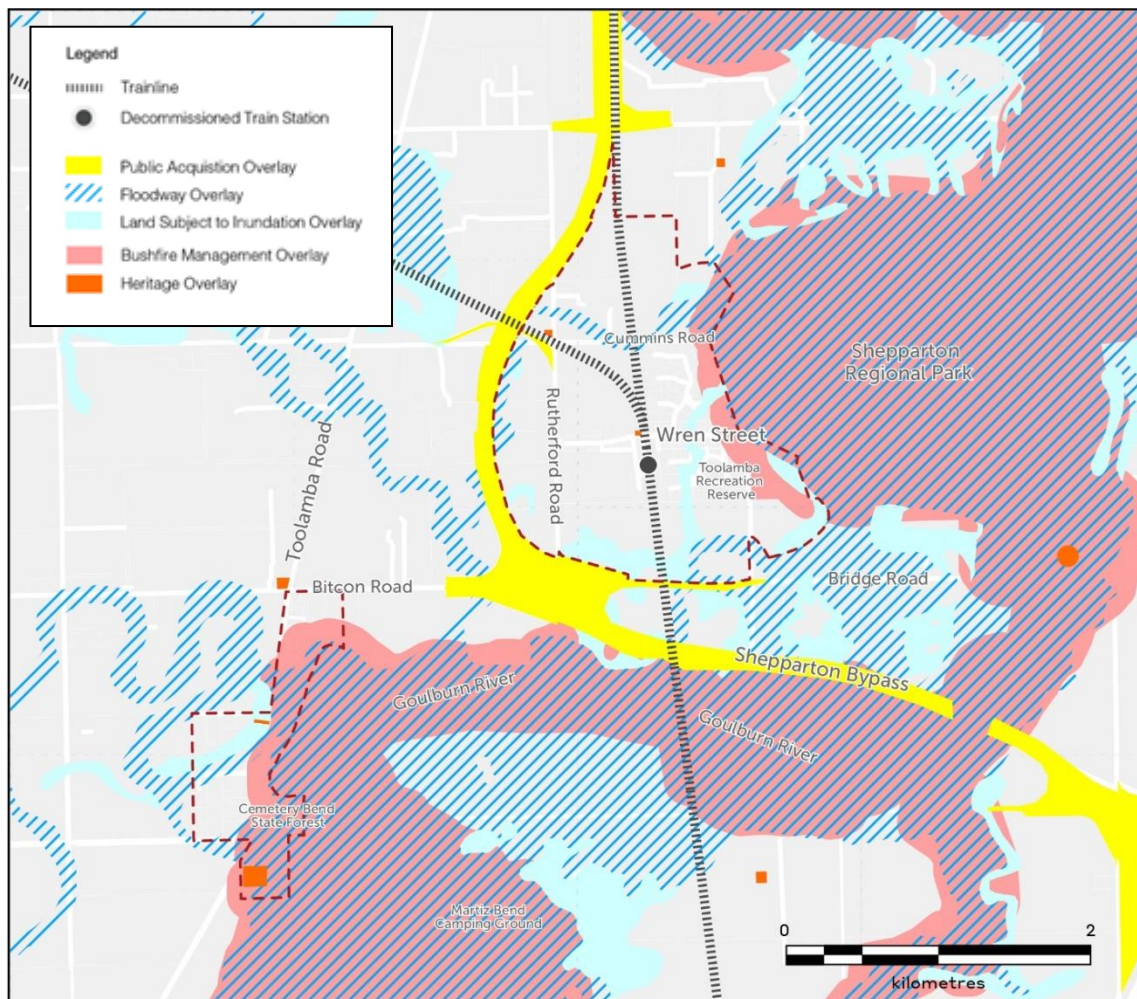 Legend
Trainline
Decommissioned Train Station
Public Acquistion Overlay
Floodway Overlay
Land Subject to Inundation Overlay
Bushfire Management Overlay
Heritage Overlay
Cummins Road
Shepparton
Regional Park
Rutherford Road
Wren Street
Toolamba
Recreation
Reserve
Toolamba Road
Bitcon Road
Bridge Road
Shepparton Bypass
Goulburn River
Goulburn River
Cemetery Bend
State Forest
Martiz Bend
Camping Ground
0 2
kilometres